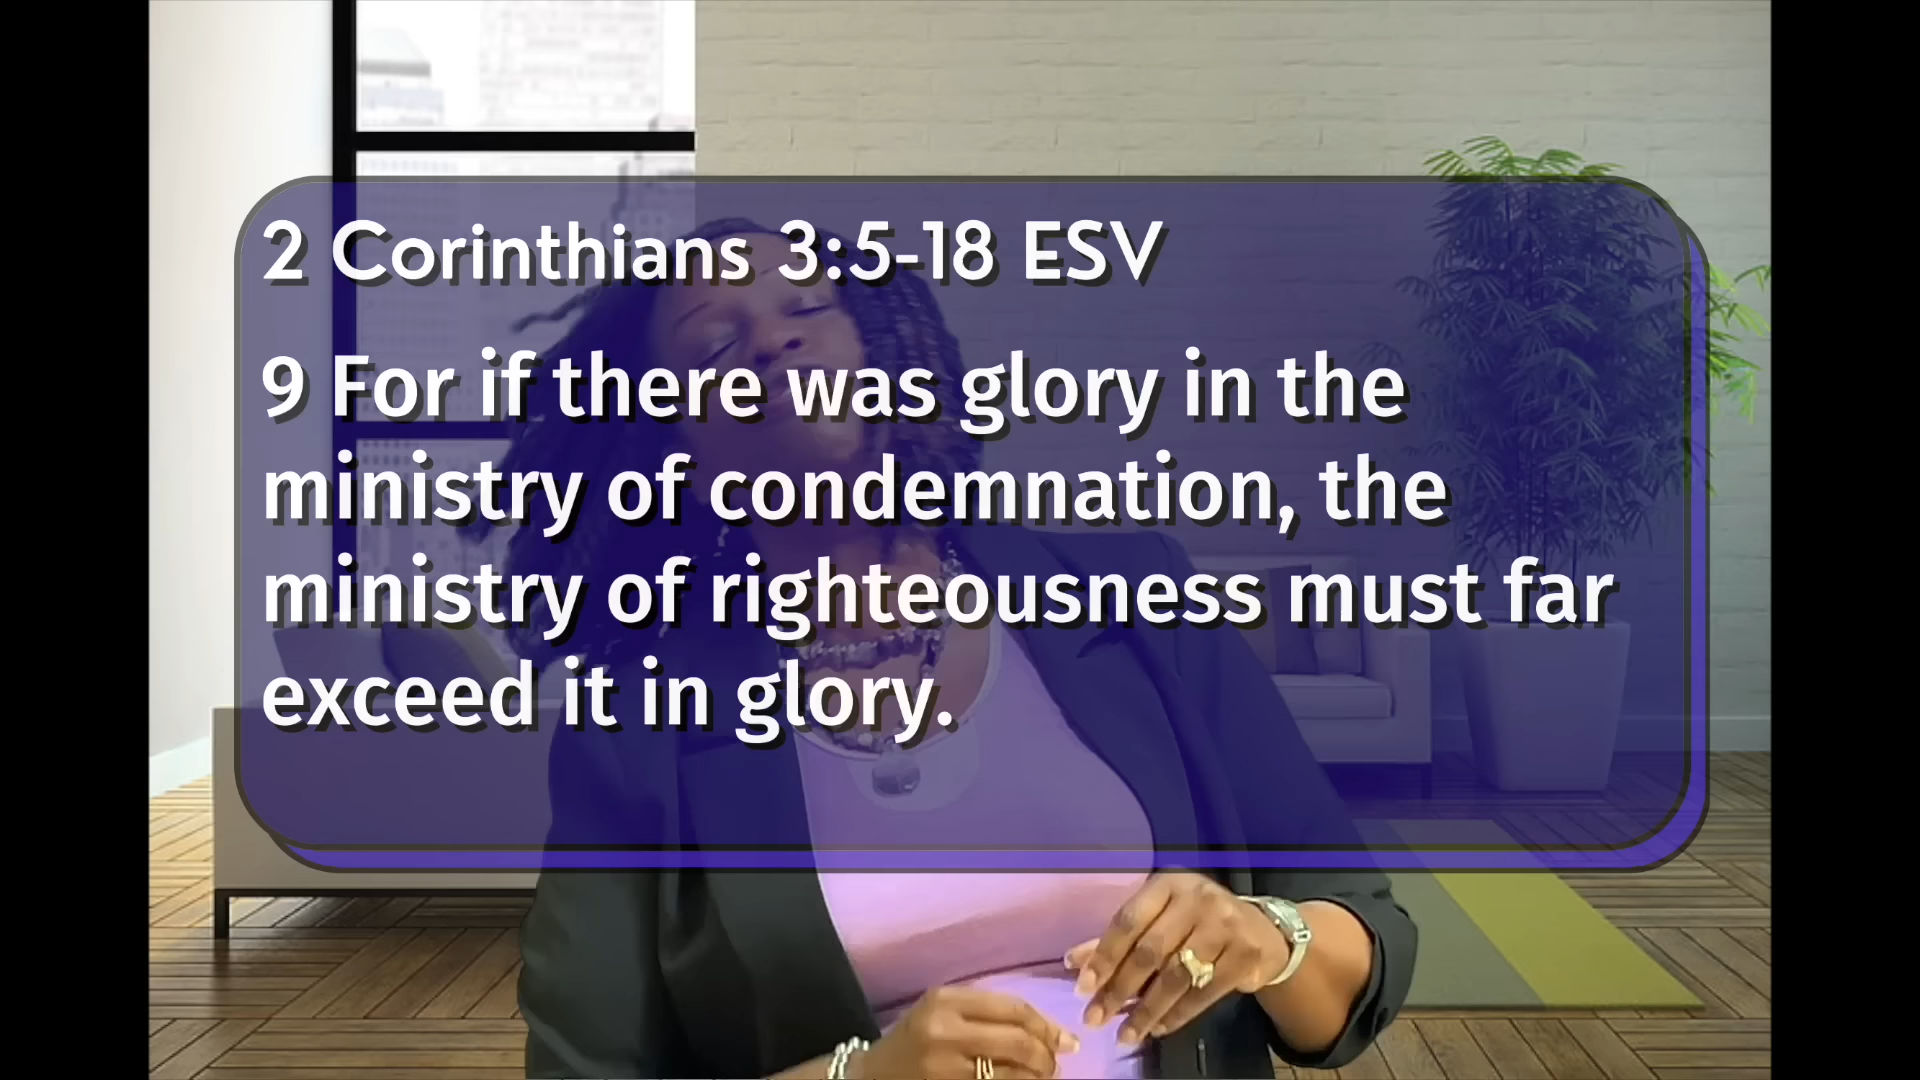 2 Corinthians 3:5-18 ESV
9 For if there was glory in the
ministry of condemnation, the
ministry of righteousness must far
exceed it in glory.